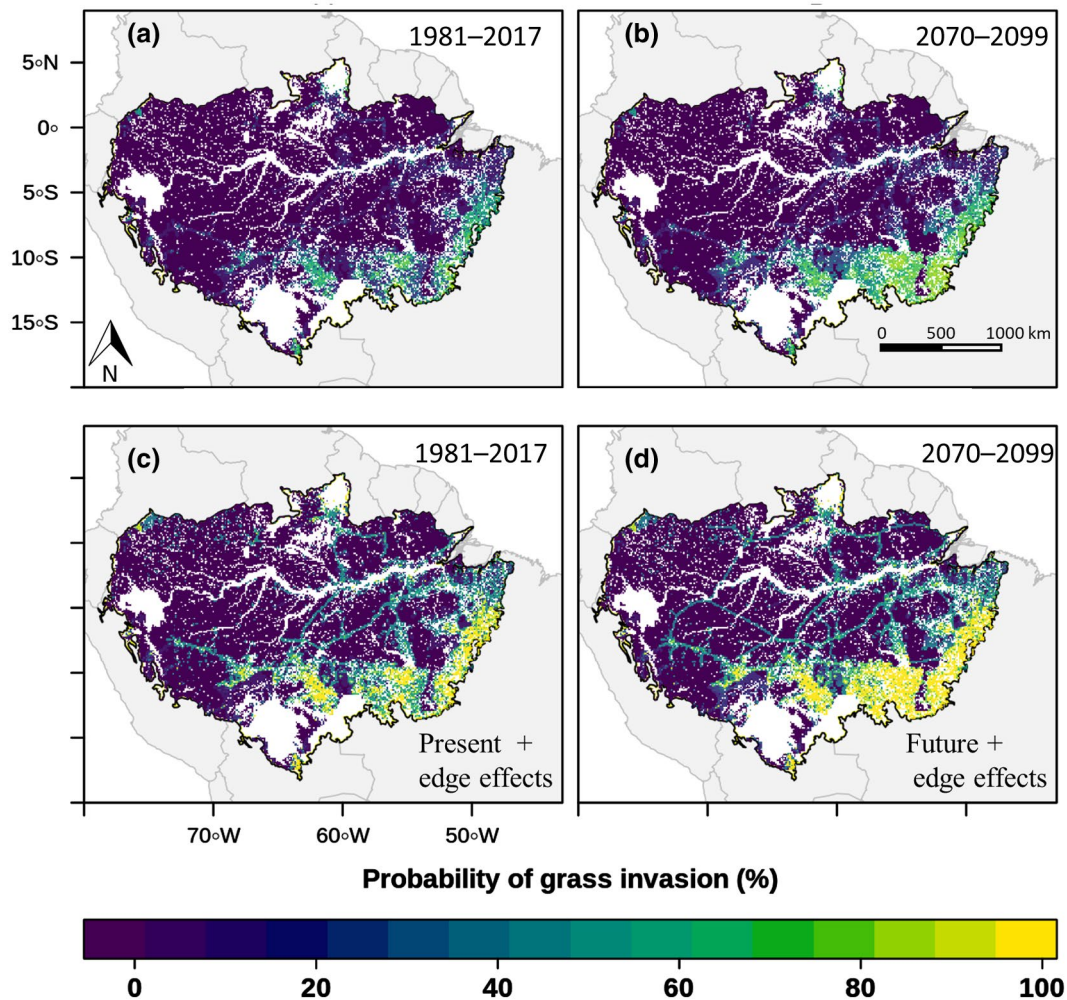 (a) 1981–2017
(b) 2070–2099
5°N
0°
5°S
10°S
15°S
N
0 500 1000 km
(c) 1981–2017
(d) 2070–2099
Present +
edge effects
Future +
edge effects
70°W 60°W 50°W
Probability of grass invasion (%)
0 20 40 60 80 100